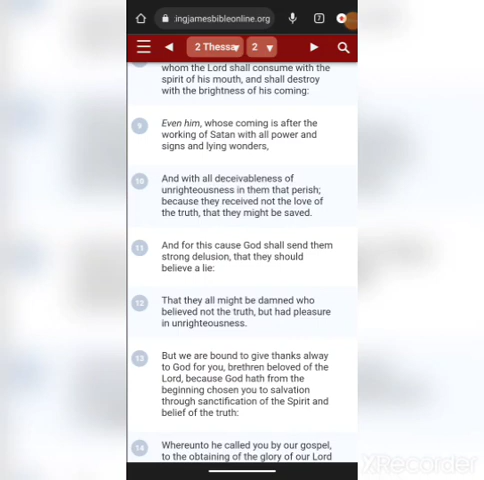 ingjamesbibleonline.org
7
2 Thessa
2
whom the Lord shall consume with the
spirit of his mouth, and shall destroy
with the brightness of his coming:
9
Even him, whose coming is after the
working of Satan with all power and
signs and lying wonders,
10
And with all deceivableness of
unrighteousness in them that perish;
because they received not the love of
the truth, that they might be saved.
11
And for this cause God shall send them
strong delusion, that they should
believe a lie:
12
That they all might be damned who
believed not the truth, but had pleasure
in unrighteousness.
13
But we are bound to give thanks alway
to God for you, brethren beloved of the
Lord, because God hath from the
beginning chosen you to salvation
through sanctification of the Spirit and
belief of the truth:
14
Whereunto he called you by our gospel,
to the obtaining of the glory of our Lord
XRecorder